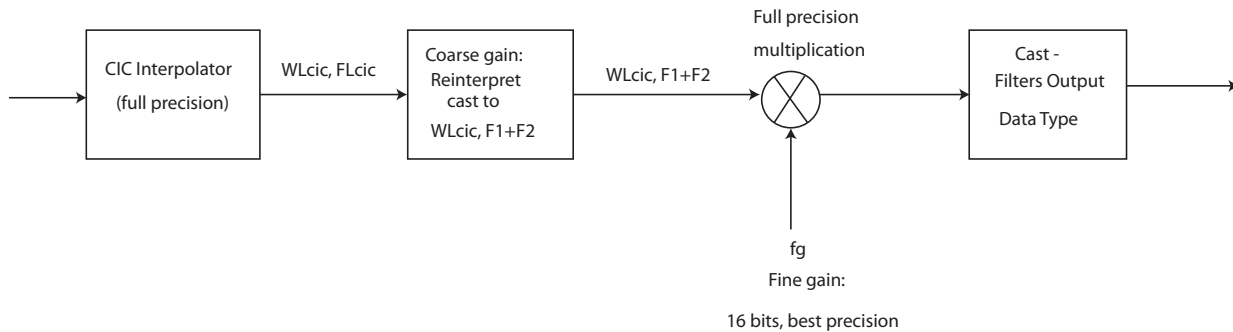 CIC Interpolator
(full precision)
WLcic, FLcic
Coarse gain:
Reinterpret
cast to
WLcic, F1+F2
WLcic, F1+F2
Full precision
multiplication
fg
Fine gain:
16 bits, best precision
Cast -
Filters Output
Data Type